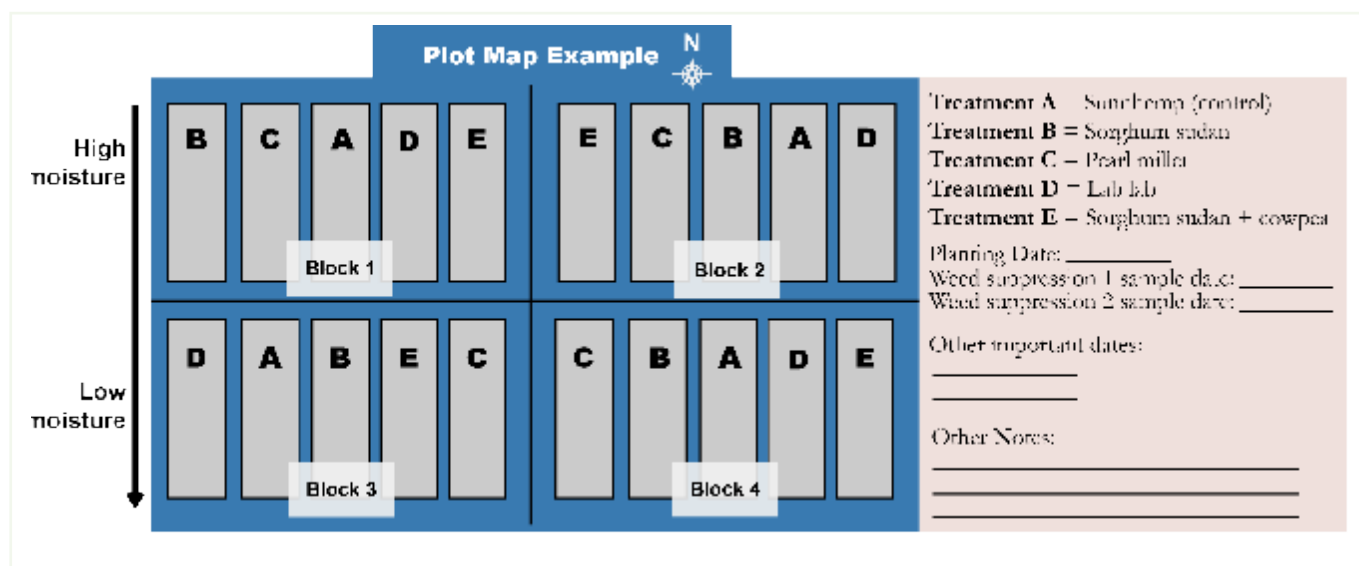 Plot Map Example
N
High
moisture
Low
moisture
B C A D E
Block 1
E C B A D
Block 2
D A B E C
Block 3
C B A D E
Block 4
Treatment A – Sunnhemp (control)
Treatment B = Sorghum sudan
Treatment C – Pearl millet
Treatment D = Lab lab
Treatment E – Sorghum sudan + cowpea
Planting Date:
Weed suppression 1 sample date:
Weed suppression 2 sample date:
Other important dates:
Other Notes: